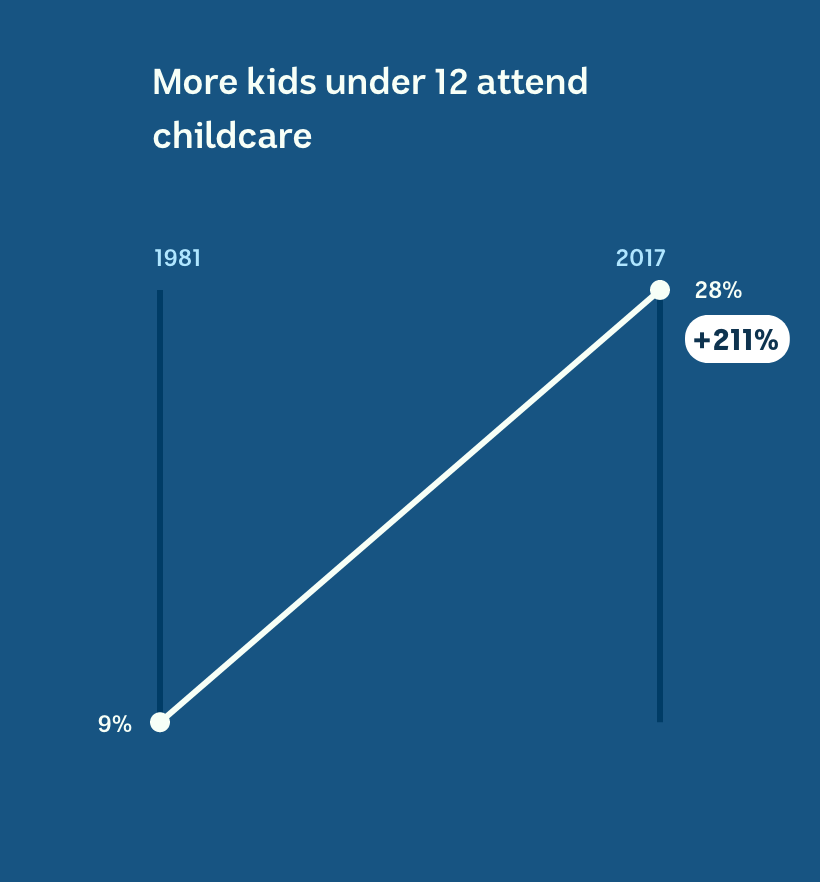 More kids under 12 attend
childcare
1981
2017
28%
+211%
9%